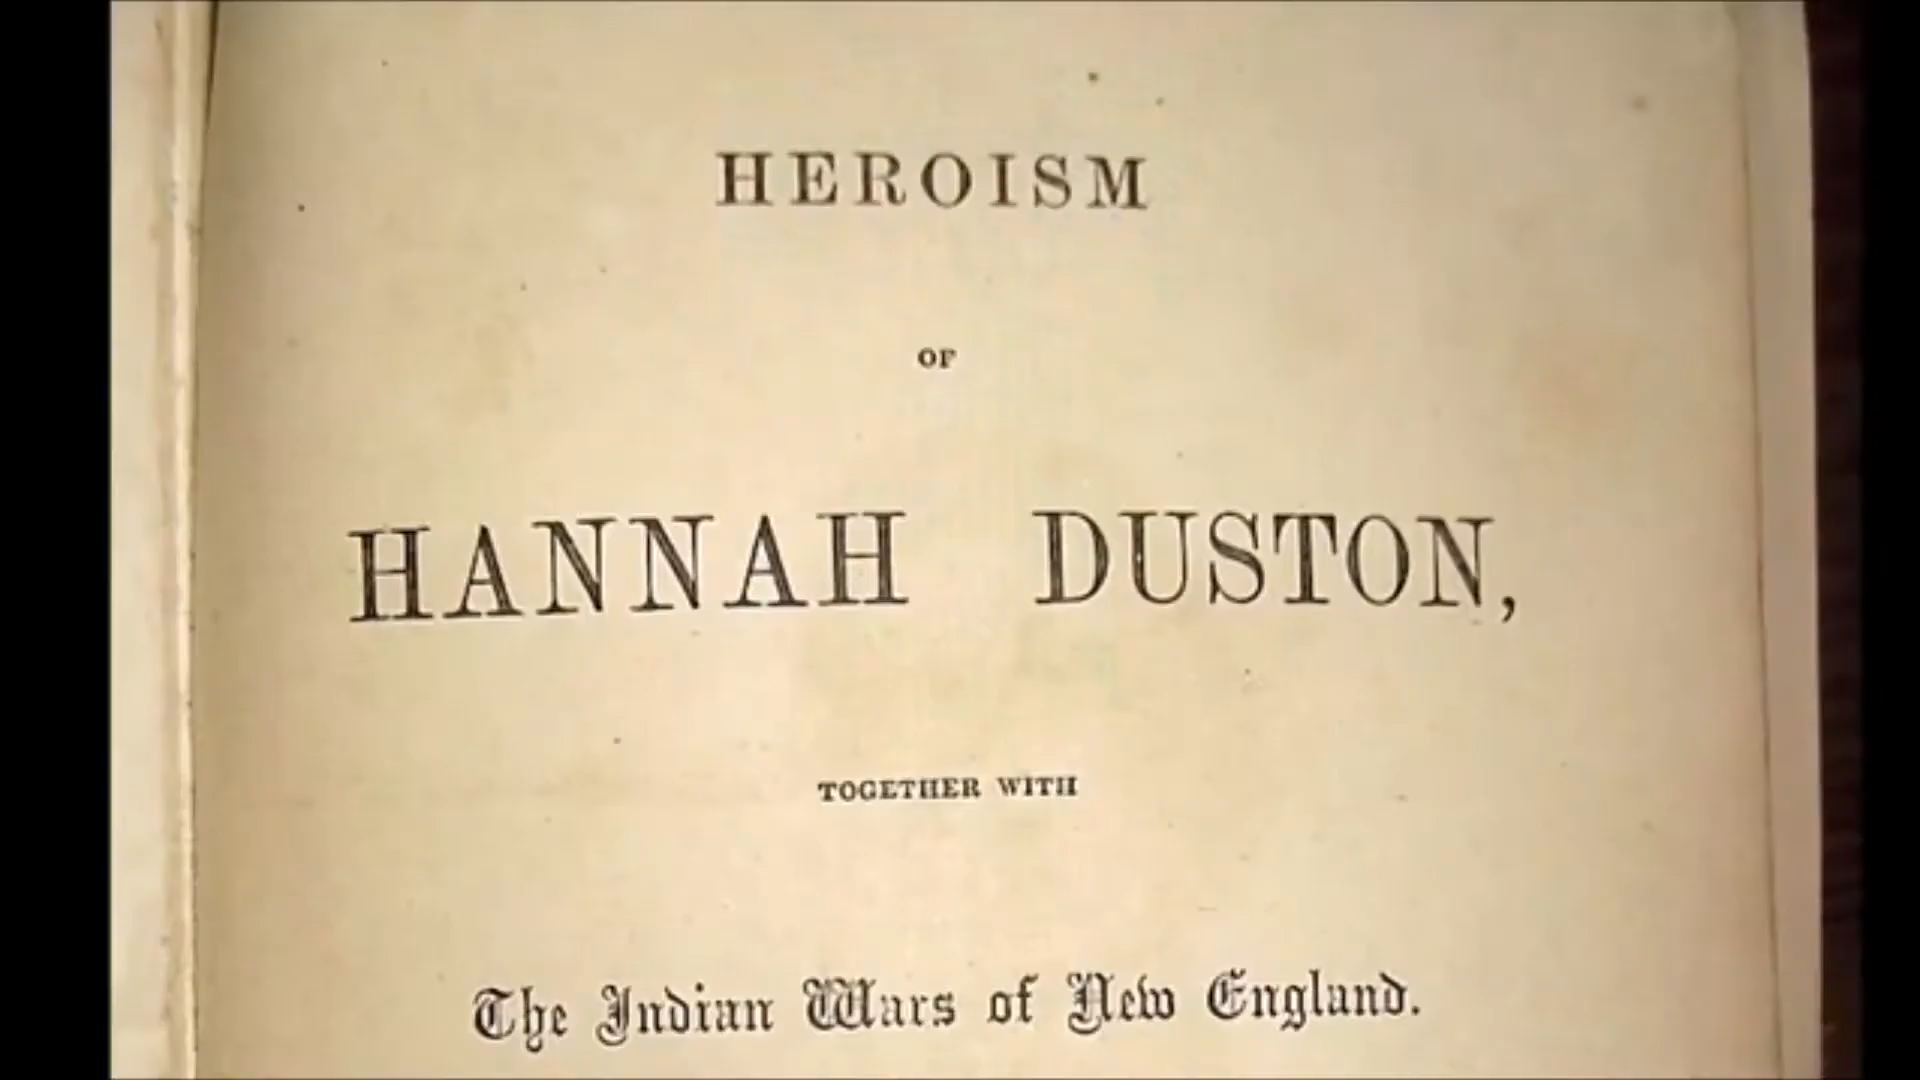 HEROISM
OF
HANNAH DUSTON,
TOGETHER WITH
The Indian Wars of New England.